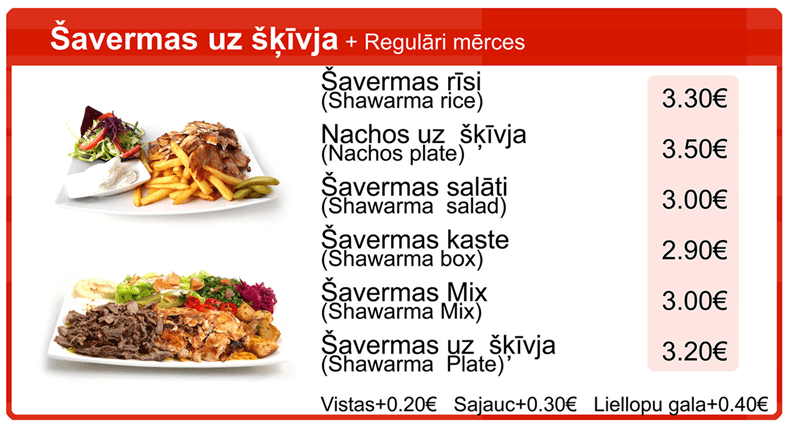 Šavermas uz šķīvja + Regulāri mērces
Šavermas rīsi
(Shawarma rice)
3.30€
Nachos uz šķīvja
(Nachos plate)
3.50€
Šavermas salāti
(Shawarma salad)
3.00€
Šavermas kaste
(Shawarma box)
2.90€
Šavermas Mix
(Shawarma Mix)
3.00€
Šavermas uz šķīvja
(Shawarma Plate)
3.20€
Vistas+0.20€ Sajauc+0.30€ Liellopu gala+0.40€